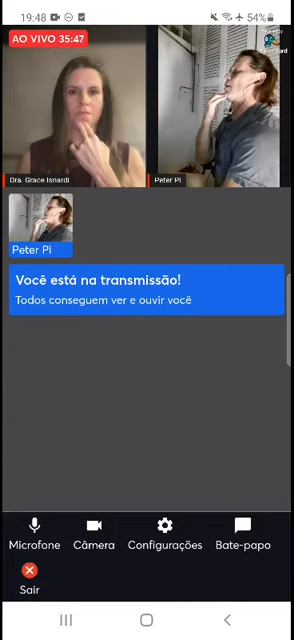 19:48
54%
AO VIVO 35:47
Dra. Grace Isnardi
Peter Pi
Peter Pi
Você está na transmissão!
Todos conseguem ver e ouvir você
Microfone
Câmera
Configurações
Bate-papo
Sair